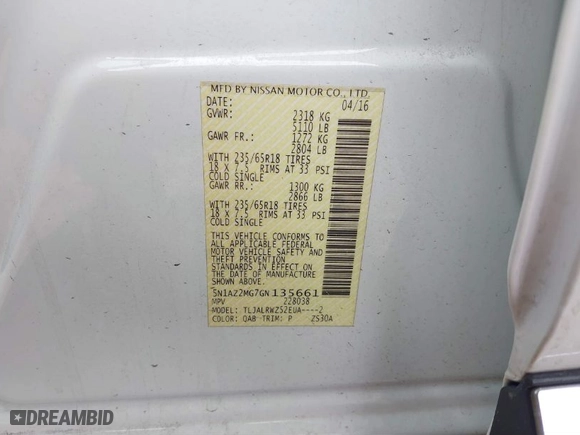 MFD BY NISSAN MOTOR CO., LTD.
DATE: 04/16
GVWR: 2318 KG
5110 LB
GAWR FR.: 1272 KG
2804 LB
WITH 235/65R18 TIRES
18 X 7.5 RIMS AT 33 PSI
COLD SINGLE
GAWR RR.: 1300 KG
2866 LB
WITH 235/65R18 TIRES
18 X 7.5 RIMS AT 33 PSI
COLD SINGLE
THIS VEHICLE CONFORMS TO
ALL APPLICABLE FEDERAL
MOTOR VEHICLE SAFETY
AND THEFT PREVENTION
STANDARDS IN EFFECT ON
THE DATE OF MANUFACTURE
SHOWN ABOVE.
5N1AZ2MG7GN135661
MPV 228038
MODEL: TLJALRWZ52EUA----2
COLOR: QAB TRIM: P ZS30A
DREAMBID